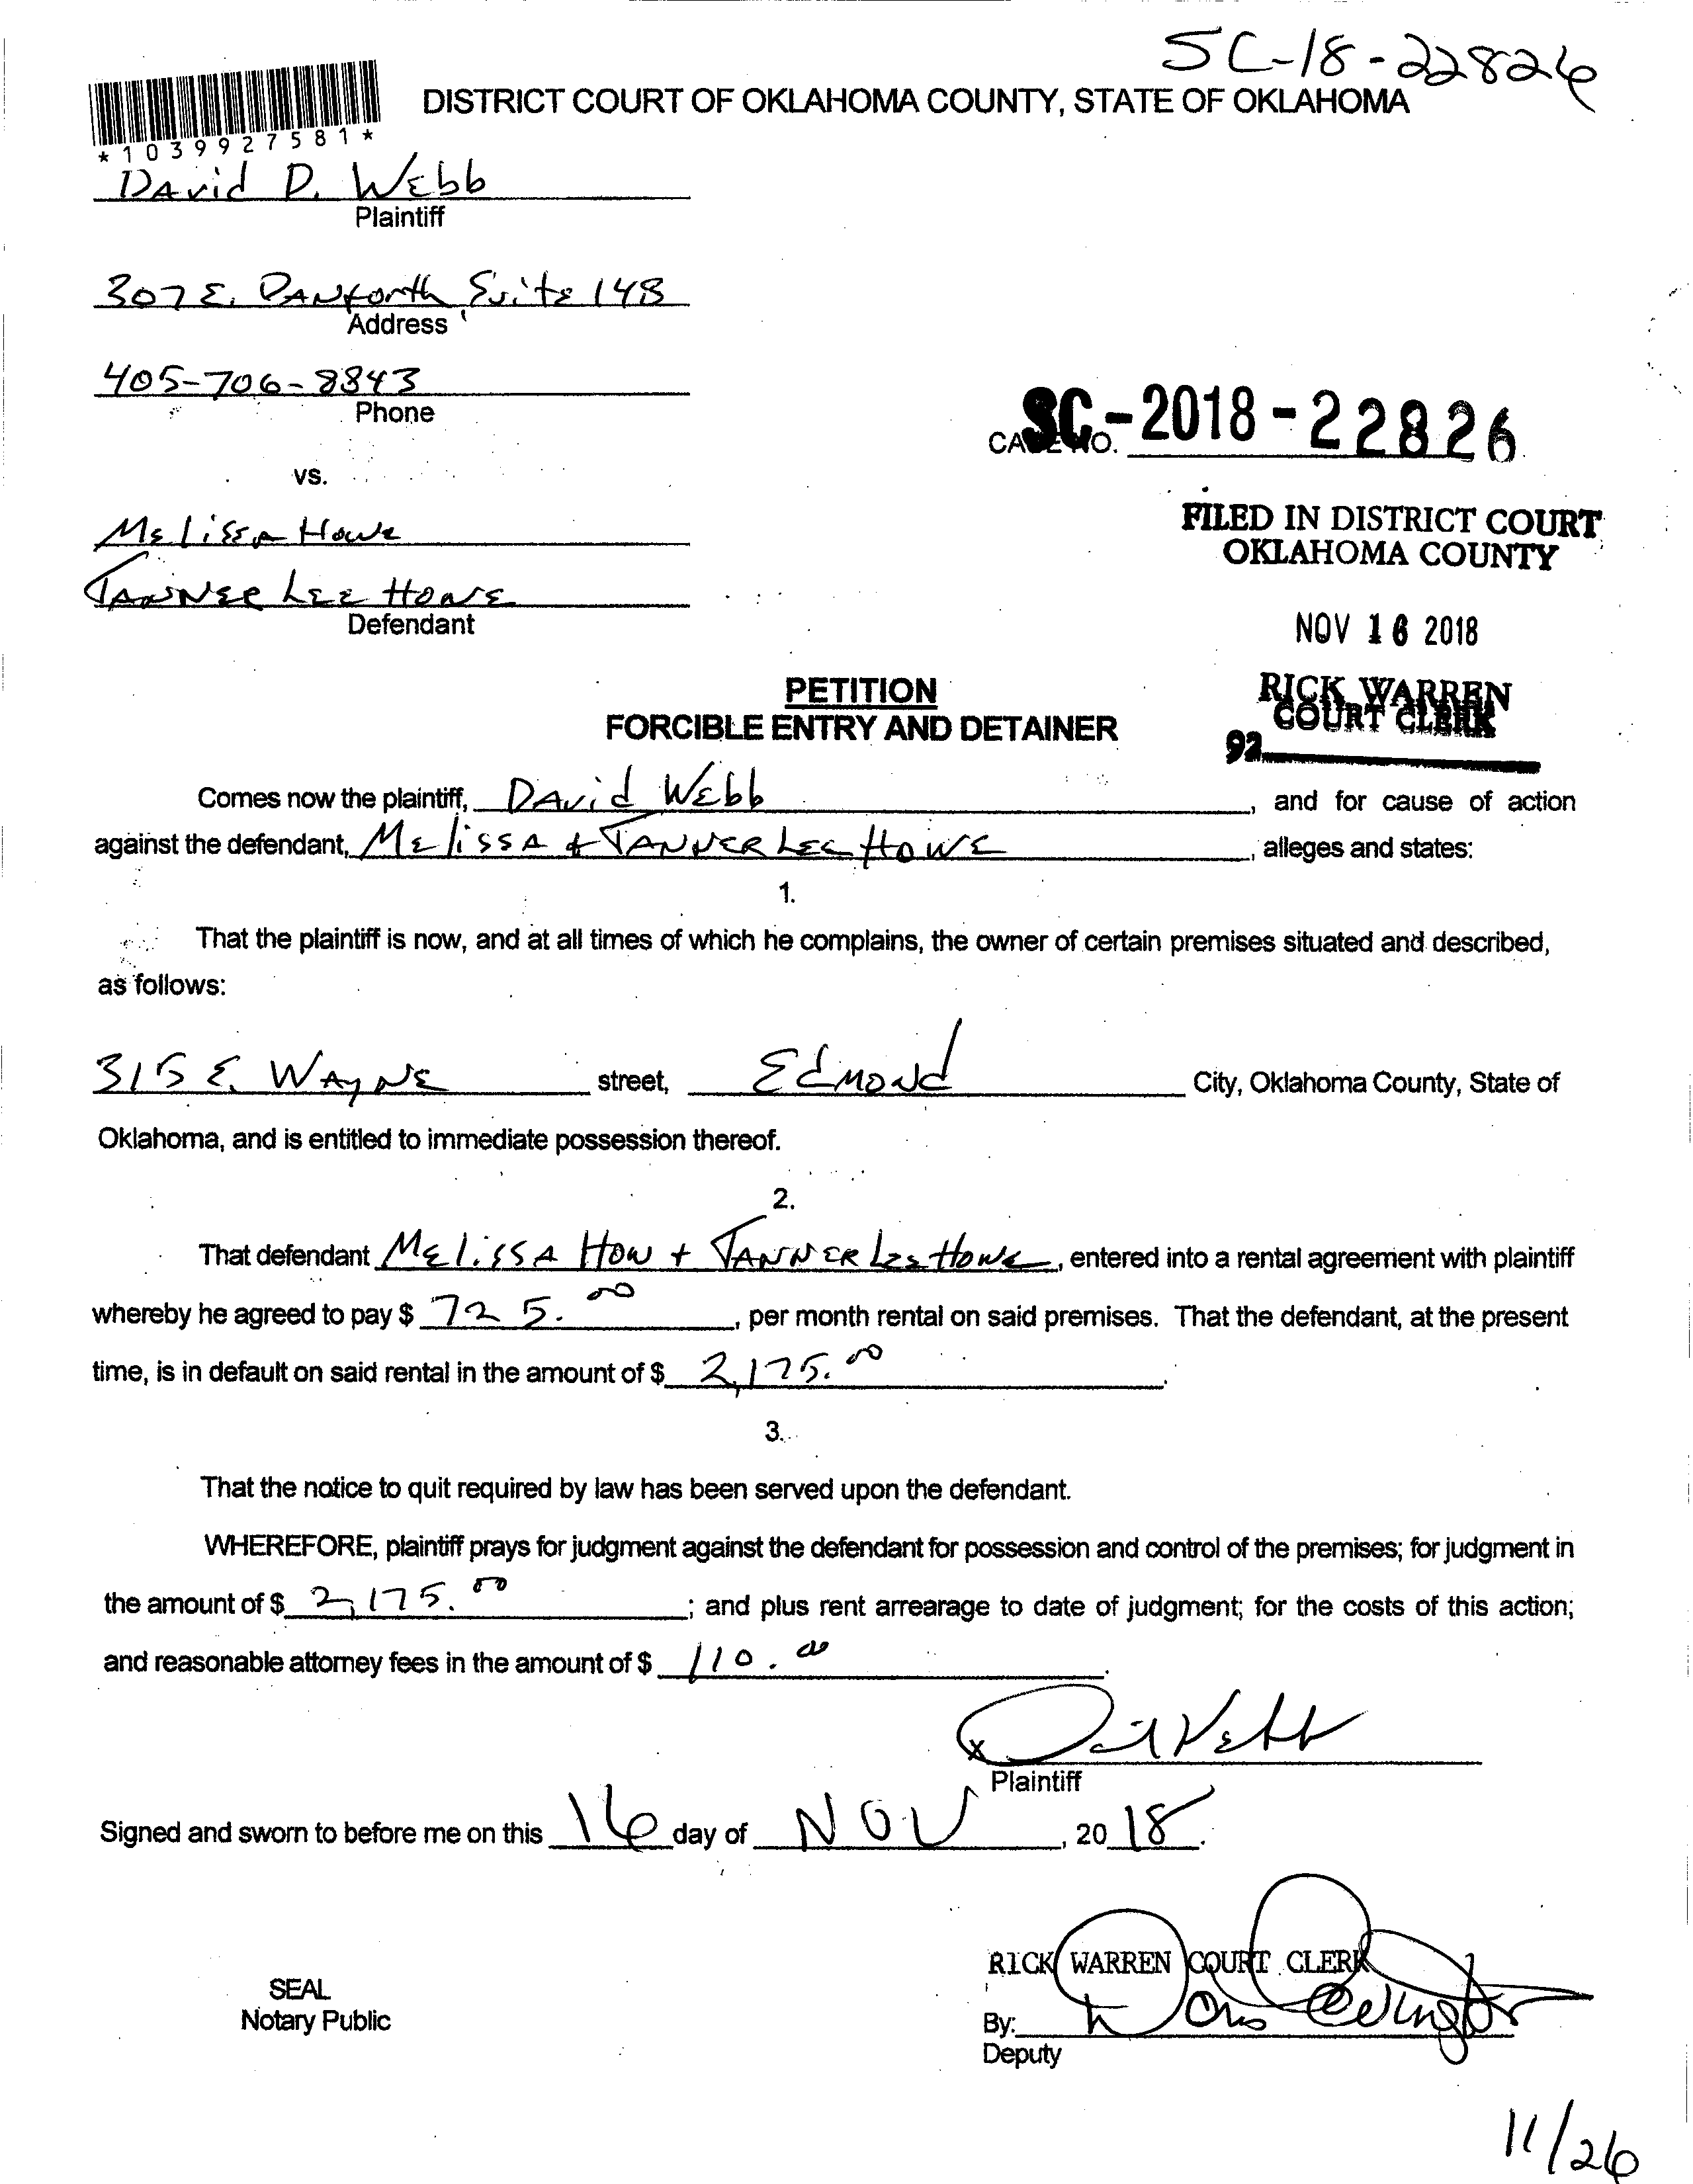 SC-18-22826
DISTRICT COURT OF OKLAHOMA COUNTY, STATE OF OKLAHOMA
*1039927581*
David D. Webb
Plaintiff
307 E. Danforth Suite 148
Address
405-706-8843
Phone
SC-2018-22826
CASE NO.
vs.
FILED IN DISTRICT COURT
OKLAHOMA COUNTY
Melissa Howe
Tanner Lee Howe
Defendant
NOV 16 2018
PETITION
FORCIBLE ENTRY AND DETAINER
RICK WARREN
COURT CLERK
92
Comes now the plaintiff, David Webb, and for cause of action
against the defendant, Melissa & Tanner Lee Howe, alleges and states:
1.
That the plaintiff is now, and at all times of which he complains, the owner of certain premises situated and described,
as follows:
315 E. Wayne street, Edmond City, Oklahoma County, State of
Oklahoma, and is entitled to immediate possession thereof.
2.
That defendant Melissa How + Tanner Lee Howe, entered into a rental agreement with plaintiff
whereby he agreed to pay $ 725.00, per month rental on said premises. That the defendant, at the present
time, is in default on said rental in the amount of $ 2,175.00.
3.
That the notice to quit required by law has been served upon the defendant.
WHEREFORE, plaintiff prays for judgment against the defendant for possession and control of the premises; for judgment in
the amount of $ 2,175.00; and plus rent arrearage to date of judgment; for the costs of this action;
and reasonable attorney fees in the amount of $ 110.00.
x
Plaintiff
Signed and sworn to before me on this 16 day of NOV, 2018.
RICK WARREN COURT CLERK
SEAL
Notary Public
By:
Deputy
11/26